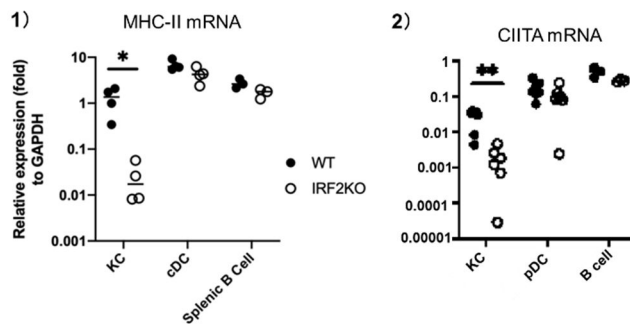 1)
MHC-II mRNA
Relative expression (fold)
to GAPDH
10
1
0.1
0.01
0.001
*
KC
cDC
Splenic B Cell
WT
IRF2KO
2)
CIITA mRNA
1
0.1
0.01
0.001
0.0001
0.00001
**
KC
pDC
B cell